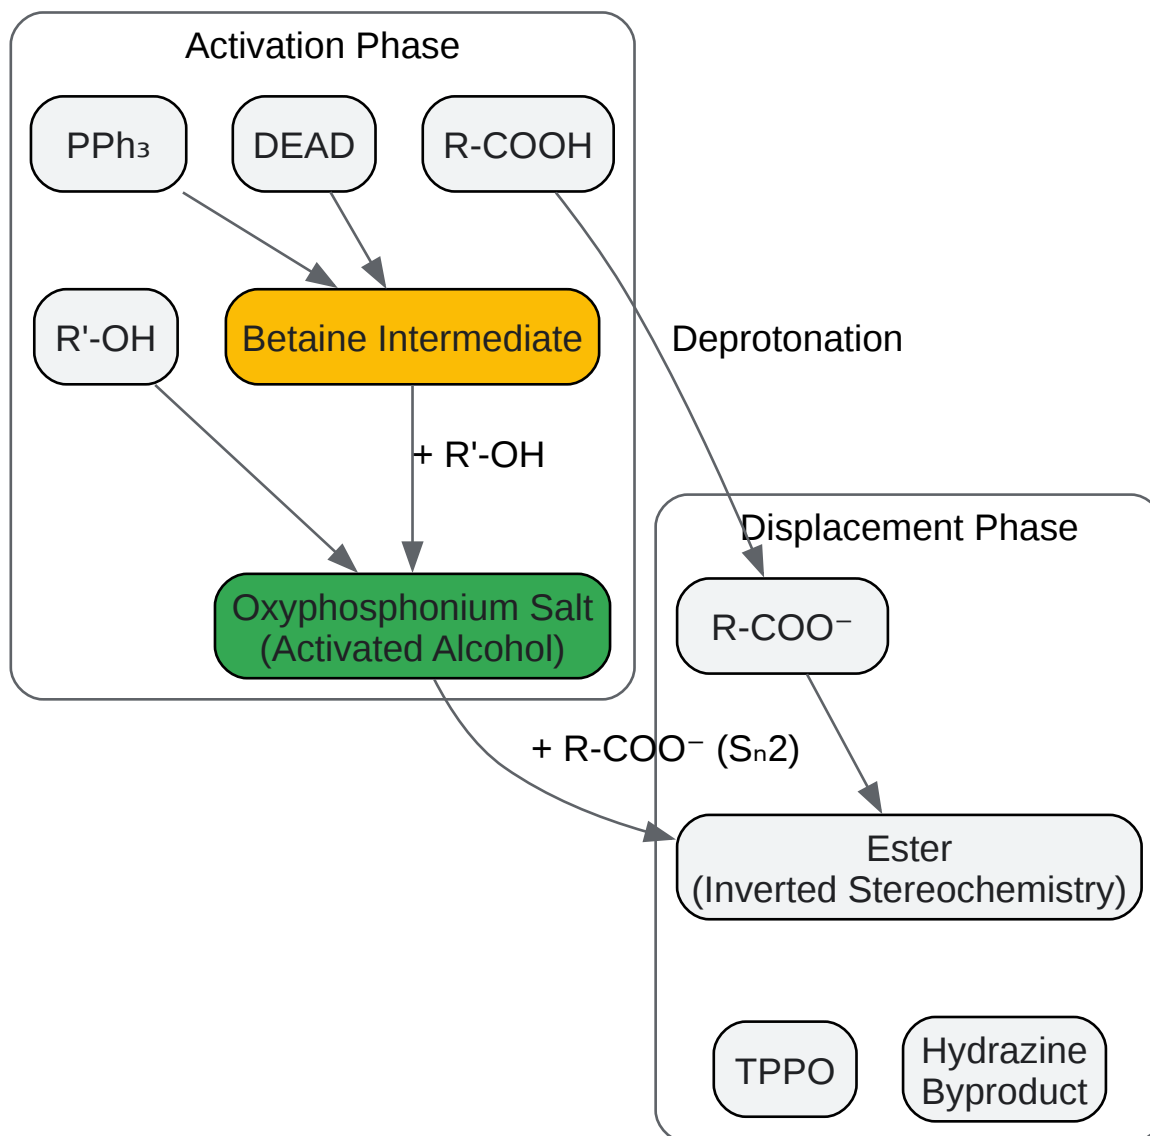 Activation Phase
PPh₃
DEAD
R-COOH
R'-OH
Betaine Intermediate
Deprotonation
+ R'-OH
Displacement Phase
Oxyphosphonium Salt
(Activated Alcohol)
R-COO⁻
+ R-COO⁻ (Sₙ2)
Ester
(Inverted Stereochemistry)
TPPO
Hydrazine
Byproduct